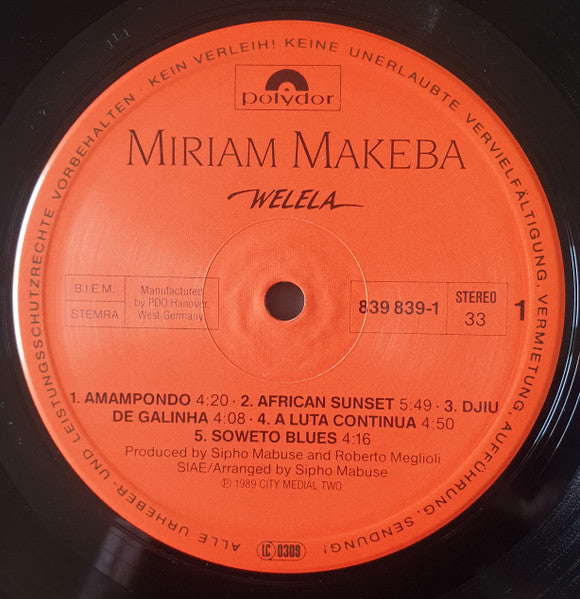 ALLE URHEBER- UND LEISTUNGSSCHUTZRECHTE VORBEHALTEN · KEIN VERLEIH! KEINE UNERLAUBTE VERVIELFÄLTIGUNG, VERMIETUNG, AUFFÜHRUNG, SENDUNG!
polydor
MIRIAM MAKEBA
WELELA
B.I.E.M.
STEMRA
Manufactured
by PDO Hanover,
West Germany
839 839-1
STEREO
33
1
1. AMAMPONDO 4:20 · 2. AFRICAN SUNSET 5:49 · 3. DJIU
DE GALINHA 4:08 · 4. A LUTA CONTINUA 4:50
5. SOWETO BLUES 4:16
Produced by Sipho Mabuse and Roberto Meglioli
SIAE/Arranged by Sipho Mabuse
℗ 1989 CITY MEDIAL TWO
LC 0309